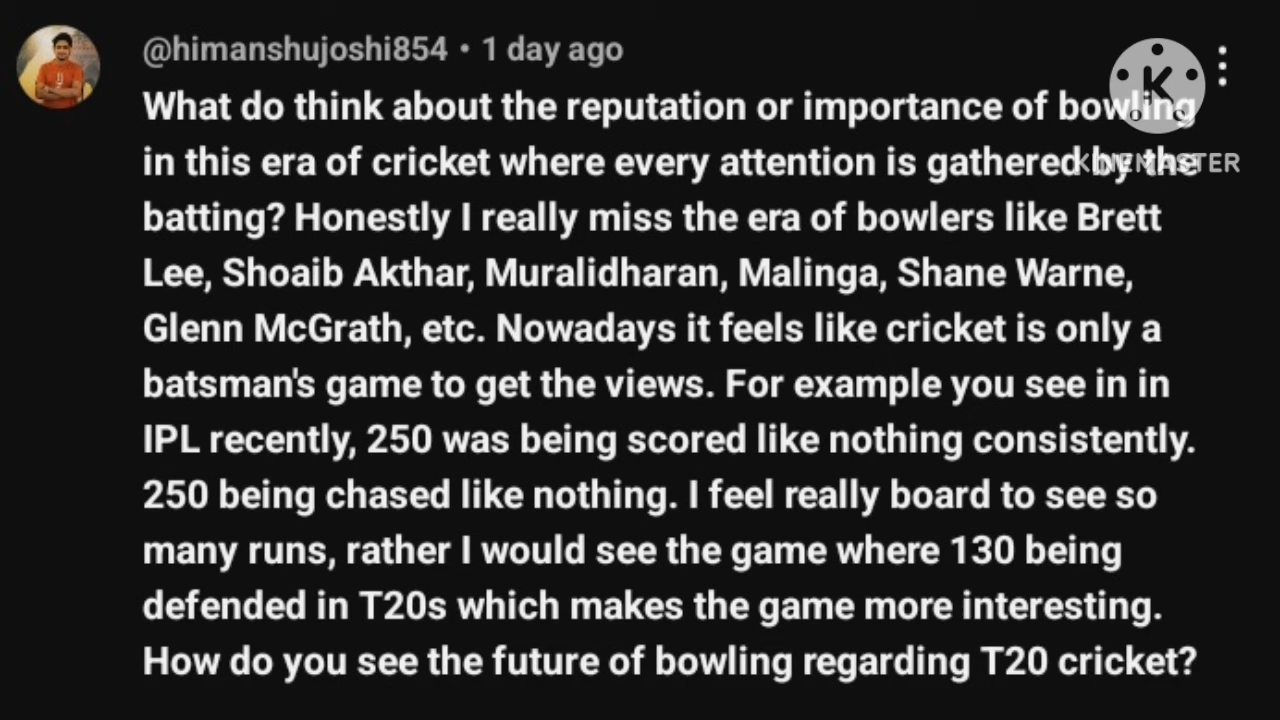 @himanshujoshi854 • 1 day ago
What do think about the reputation or importance of bowling
in this era of cricket where every attention is gathered by the
KINEMASTER
batting? Honestly I really miss the era of bowlers like Brett
Lee, Shoaib Akthar, Muralidharan, Malinga, Shane Warne,
Glenn McGrath, etc. Nowadays it feels like cricket is only a
batsman's game to get the views. For example you see in in
IPL recently, 250 was being scored like nothing consistently.
250 being chased like nothing. I feel really board to see so
many runs, rather I would see the game where 130 being
defended in T20s which makes the game more interesting.
How do you see the future of bowling regarding T20 cricket?